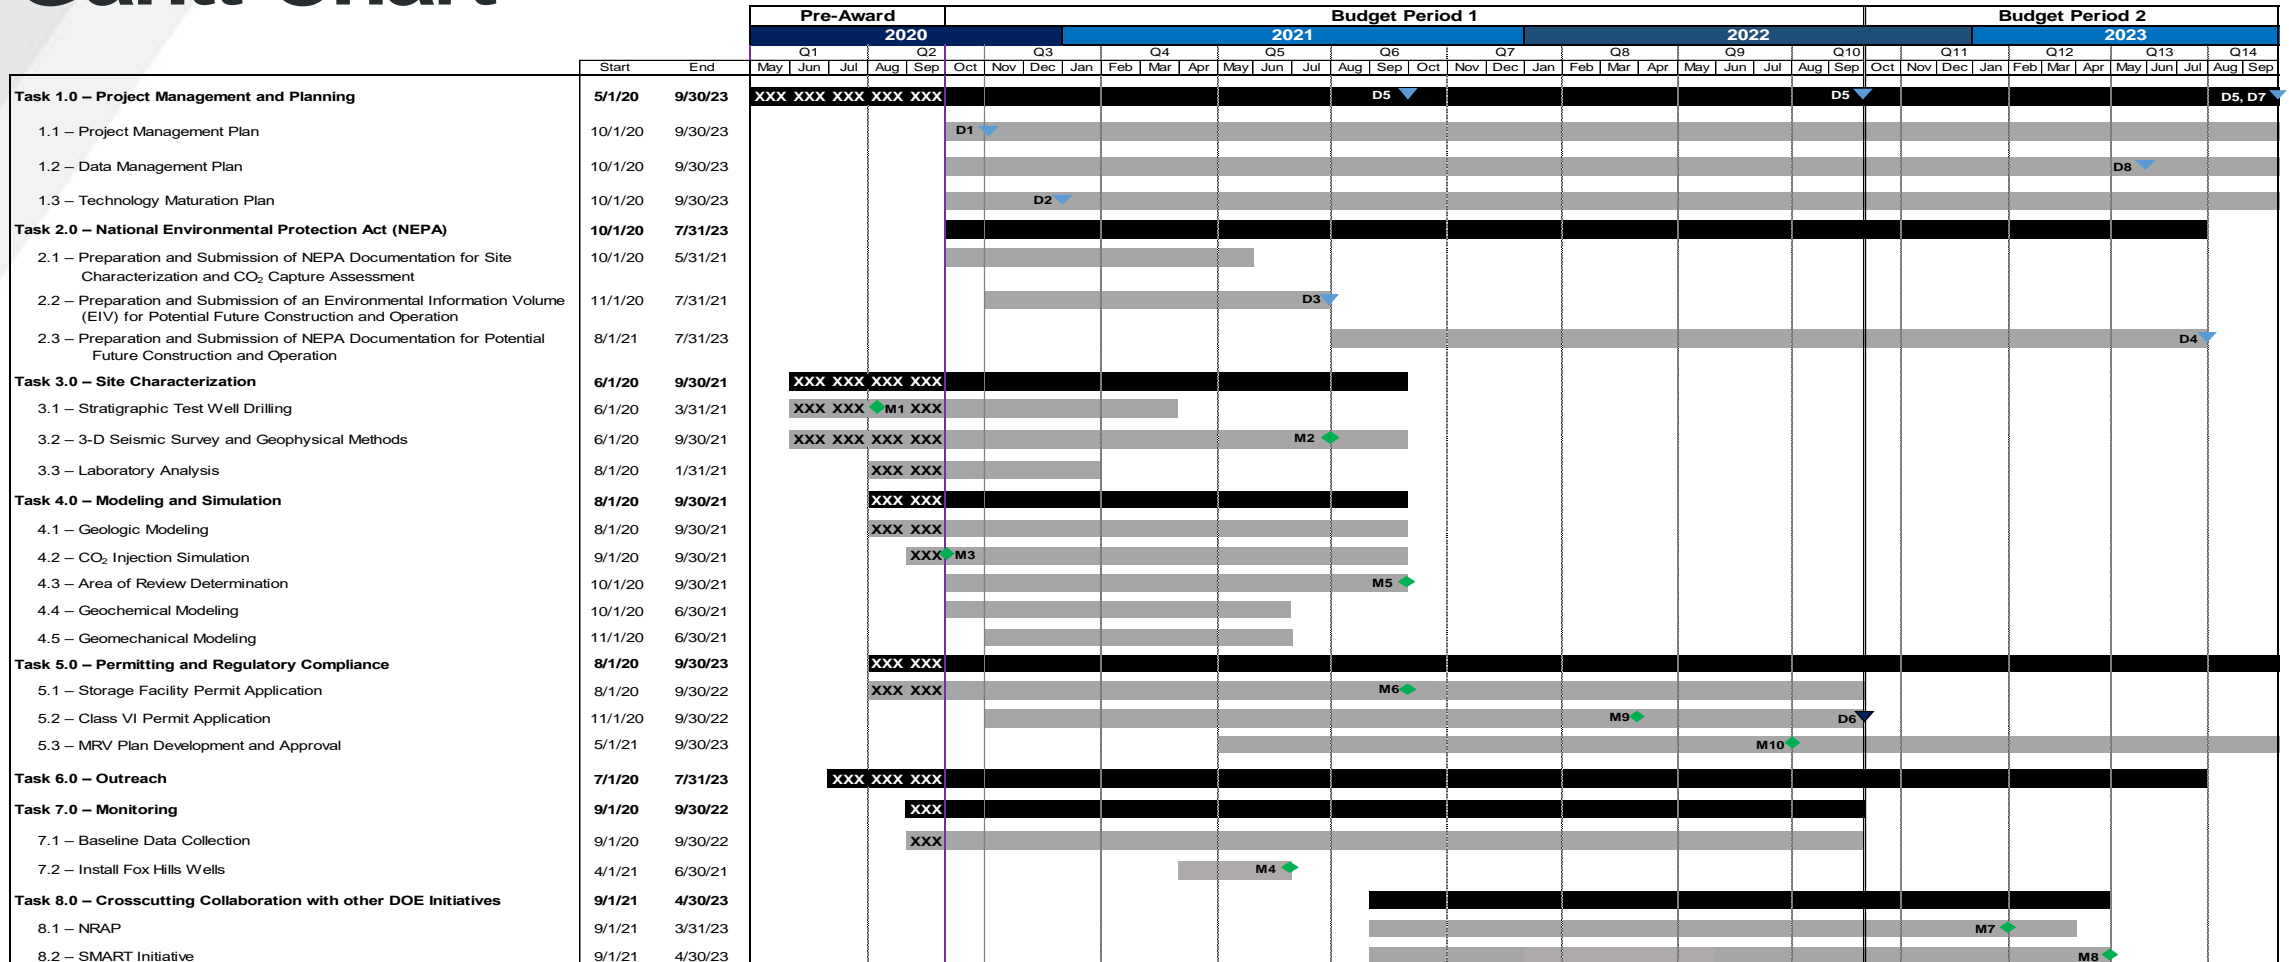 Gantt Chart
Pre-Award Budget Period 1 Budget Period 2
2020 2021 2022 2023
Q1 Q2 Q3 Q4 Q5 Q6 Q7 Q8 Q9 Q10 Q11 Q12 Q13 Q14
Start End May Jun Jul Aug Sep Oct Nov Dec Jan Feb Mar Apr May Jun Jul Aug Sep Oct Nov Dec Jan Feb Mar Apr May Jun Jul Aug Sep Oct Nov Dec Jan Feb Mar Apr May Jun Jul Aug Sep
Task 1.0 – Project Management and Planning 5/1/20 9/30/23 XXX XXX XXX XXX XXX D5 D5 D5, D7
1.1 – Project Management Plan 10/1/20 9/30/23 D1
1.2 – Data Management Plan 10/1/20 9/30/23 D8
1.3 – Technology Maturation Plan 10/1/20 9/30/23 D2
Task 2.0 – National Environmental Protection Act (NEPA) 10/1/20 7/31/23
2.1 – Preparation and Submission of NEPA Documentation for Site 10/1/20 5/31/21
Characterization and CO₂ Capture Assessment
2.2 – Preparation and Submission of an Environmental Information Volume 11/1/20 7/31/21 D3
(EIV) for Potential Future Construction and Operation
2.3 – Preparation and Submission of NEPA Documentation for Potential 8/1/21 7/31/23 D4
Future Construction and Operation
Task 3.0 – Site Characterization 6/1/20 9/30/21 XXX XXX XXX XXX
3.1 – Stratigraphic Test Well Drilling 6/1/20 3/31/21 XXX XXX M1 XXX
3.2 – 3-D Seismic Survey and Geophysical Methods 6/1/20 9/30/21 XXX XXX XXX XXX M2
3.3 – Laboratory Analysis 8/1/20 1/31/21 XXX XXX
Task 4.0 – Modeling and Simulation 8/1/20 9/30/21 XXX XXX
4.1 – Geologic Modeling 8/1/20 9/30/21 XXX XXX
4.2 – CO₂ Injection Simulation 9/1/20 9/30/21 XXX M3
4.3 – Area of Review Determination 10/1/20 9/30/21 M5
4.4 – Geochemical Modeling 10/1/20 6/30/21
4.5 – Geomechanical Modeling 11/1/20 6/30/21
Task 5.0 – Permitting and Regulatory Compliance 8/1/20 9/30/23 XXX XXX
5.1 – Storage Facility Permit Application 8/1/20 9/30/22 XXX XXX M6
5.2 – Class VI Permit Application 11/1/20 9/30/22 M9 D6
5.3 – MRV Plan Development and Approval 5/1/21 9/30/23 M10
Task 6.0 – Outreach 7/1/20 7/31/23 XXX XXX XXX
Task 7.0 – Monitoring 9/1/20 9/30/22 XXX
7.1 – Baseline Data Collection 9/1/20 9/30/22 XXX
7.2 – Install Fox Hills Wells 4/1/21 6/30/21 M4
Task 8.0 – Crosscutting Collaboration with other DOE Initiatives 9/1/21 4/30/23
8.1 – NRAP 9/1/21 3/31/23 M7
8.2 – SMART Initiative 9/1/21 4/30/23 M8